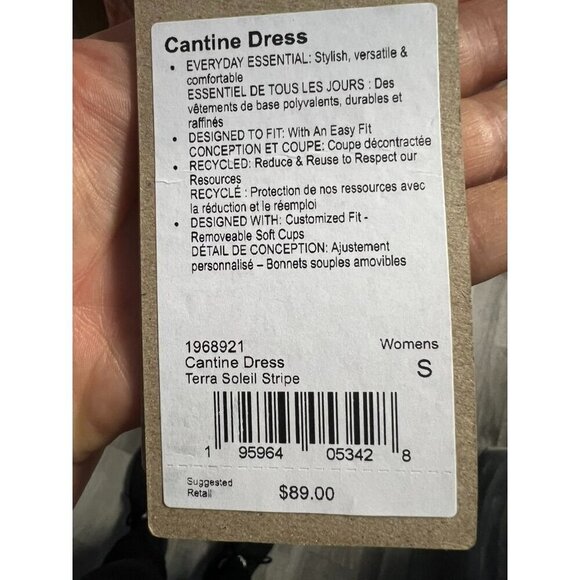 Cantine Dress
• EVERYDAY ESSENTIAL: Stylish, versatile &
comfortable
ESSENTIEL DE TOUS LES JOURS : Des
vêtements de base polyvalents, durables et
raffinés
• DESIGNED TO FIT: With An Easy Fit
CONCEPTION ET COUPE: Coupe décontractée
• RECYCLED: Reduce & Reuse to Respect our
Resources
RECYCLÉ : Protection de nos ressources avec
la réduction et le réemploi
• DESIGNED WITH: Customized Fit -
Removeable Soft Cups
DÉTAIL DE CONCEPTION: Ajustement
personnalisé – Bonnets souples amovibles
1968921 Womens
Cantine Dress S
Terra Soleil Stripe
1 95964 05342 8
Suggested
Retail $89.00